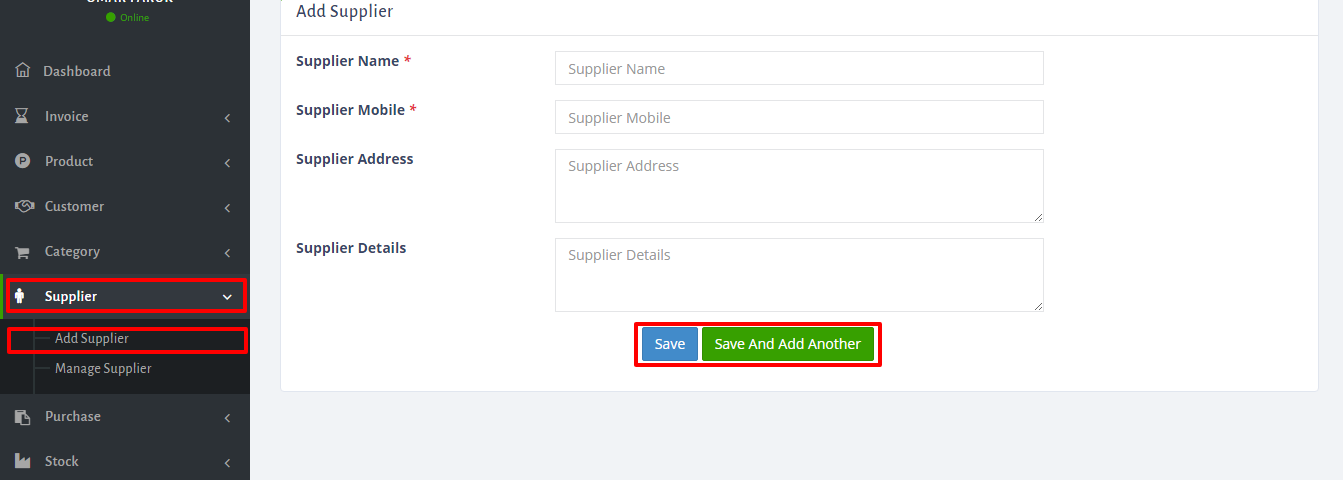 Online
Dashboard
Invoice
Product
Customer
Category
Supplier
Add Supplier
Manage Supplier
Purchase
Stock
Add Supplier
Supplier Name *
Supplier Name
Supplier Mobile *
Supplier Mobile
Supplier Address
Supplier Address
Supplier Details
Supplier Details
Save
Save And Add Another